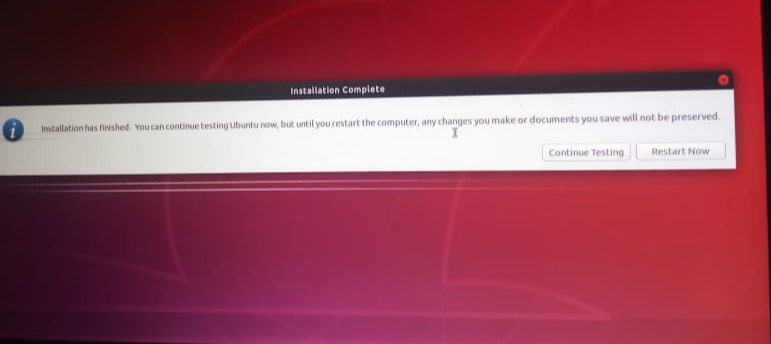 Installation Complete
Installation has finished. You can continue testing Ubuntu now, but until you restart the computer, any changes you make or documents you save will not be preserved.
Continue Testing
Restart Now